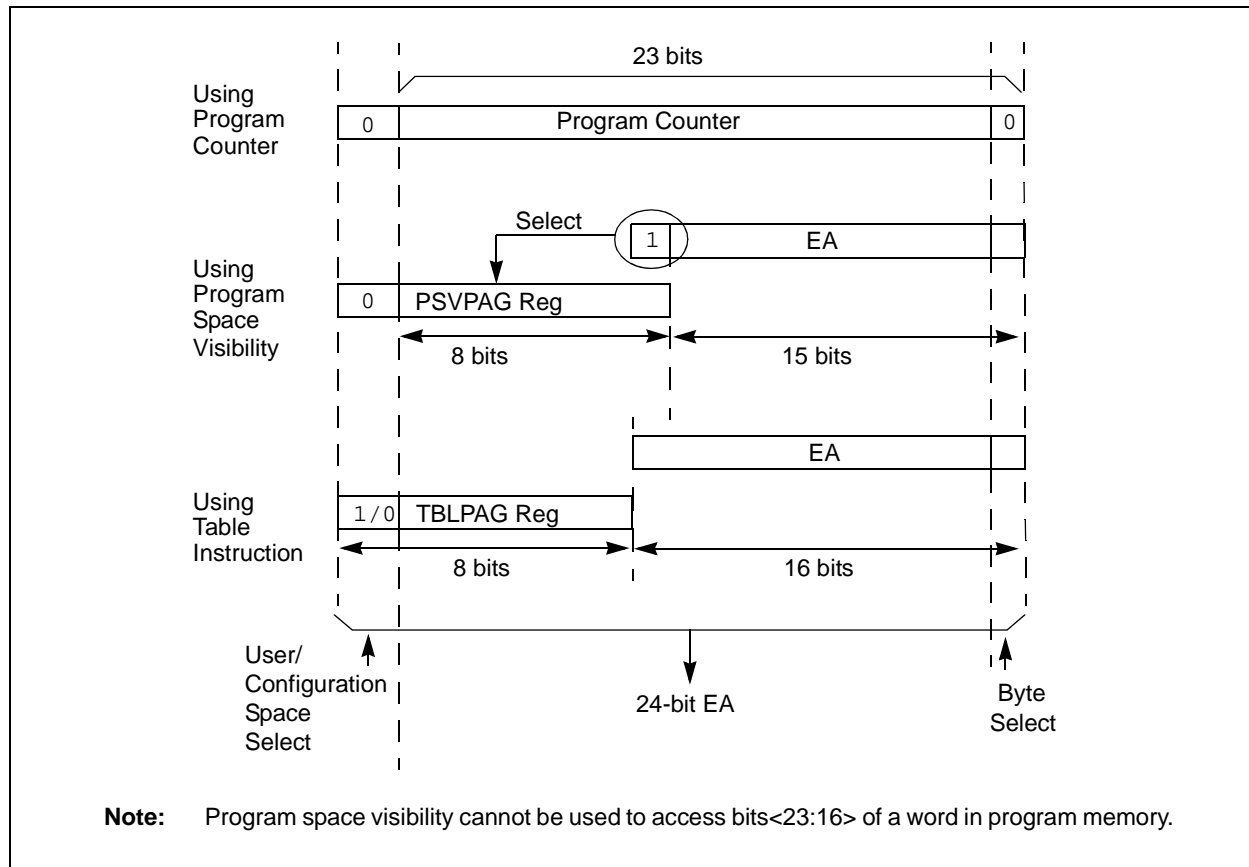 23 bits
Using
Program
Counter
0
Program Counter
0
Select
1
EA
Using
Program
Space
Visibility
0
PSVPAG Reg
8 bits
15 bits
EA
Using
Table
Instruction
1/0
TBLPAG Reg
8 bits
16 bits
User/
Configuration
Space
Select
24-bit EA
Byte
Select
Note: Program space visibility cannot be used to access bits<23:16> of a word in program memory.